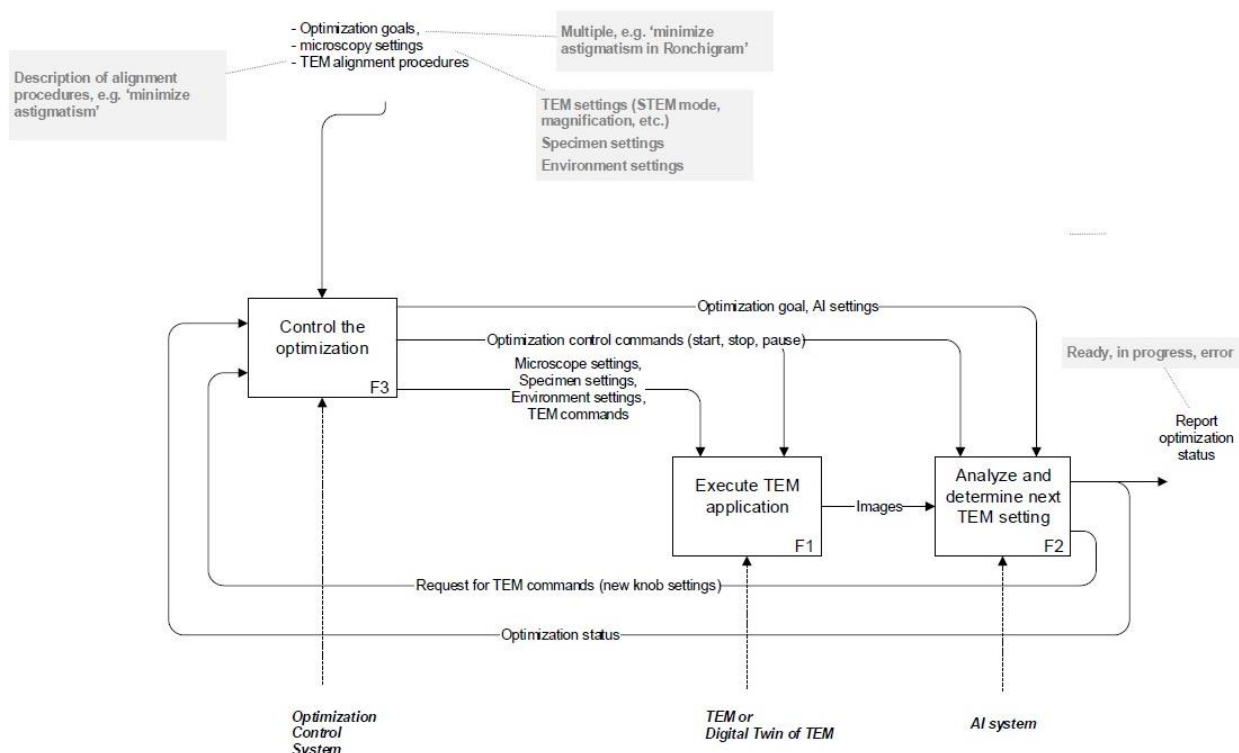 - Optimization goals,
- microscopy settings
- TEM alignment procedures
Multiple, e.g. ‘minimize
astigmatism in Ronchigram’
Description of alignment
procedures, e.g. ‘minimize
astigmatism’
TEM settings (STEM mode,
magnification, etc.)
Specimen settings
Environment settings
Control the
optimization
F3
Optimization goal, AI settings
Optimization control commands (start, stop, pause)
Microscope settings,
Specimen settings,
Environment settings,
TEM commands
Ready, in progress, error
Report
optimization
status
Execute TEM
application
F1
Images
Analyze and
determine next
TEM setting
F2
Request for TEM commands (new knob settings)
Optimization status
Optimization
Control
System
TEM or
Digital Twin of TEM
AI system